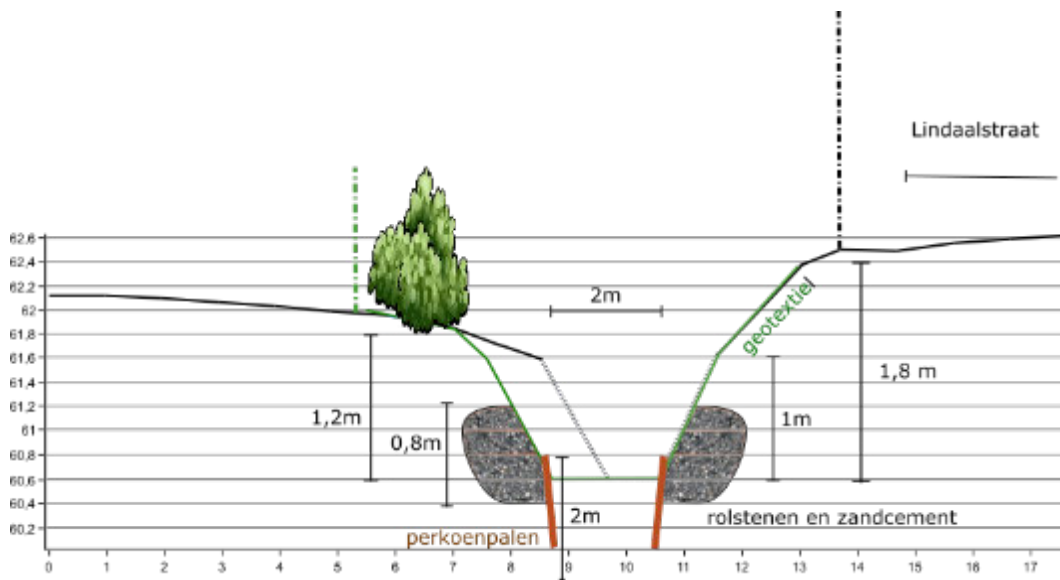 Lindaalstraat
62,6
62,4
62,2
62
61,8
61,6
61,4
61,2
61
60,8
60,6
60,4
60,2
2m
geotextiel
1,2m
0,8m
1m
1,8 m
2m
perkoenpalen
rolstenen en zandcement
0 1 2 3 4 5 6 7 8 9 10 11 12 13 14 15 16 17